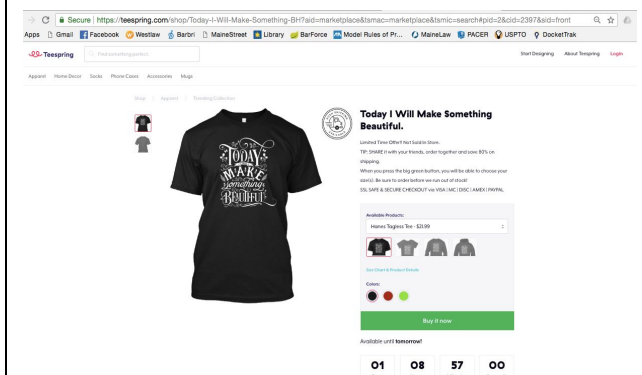 Secure | https://teespring.com/shop/Today-I-Will-Make-Something-BH?aid=marketplace&tsmac=marketplace&tsmic=search#pid=2&cid=2397&sid=front
Apps Gmail Facebook Westlaw Barbri MaineStreet Library BarForce Model Rules of Pr... MaineLaw PACER USPTO DocketTrak
Teespring
Find something perfect...
Start Designing About Teespring Login
Apparel Home Decor Socks Phone Cases Accessories Mugs
Shop Apparel Trending Collection
TODAY
MAKE
something
BEAUTIFUL
Today I Will Make Something
Beautiful.
Limited Time Offer!! Not Sold In Store.
TIP: SHARE it with your friends, order together and save 80% on
shipping.
When you press the big green button, you will be able to choose your
size(s). Be sure to order before we run out of stock!
SSL SAFE & SECURE CHECKOUT via VISA | MC | DISC | AMEX | PAYPAL
Available Products:
Hanes Tagless Tee - $21.99
Size Chart & Product Details
Colors:
Buy it now
Available until tomorrow!
01 08 57 00